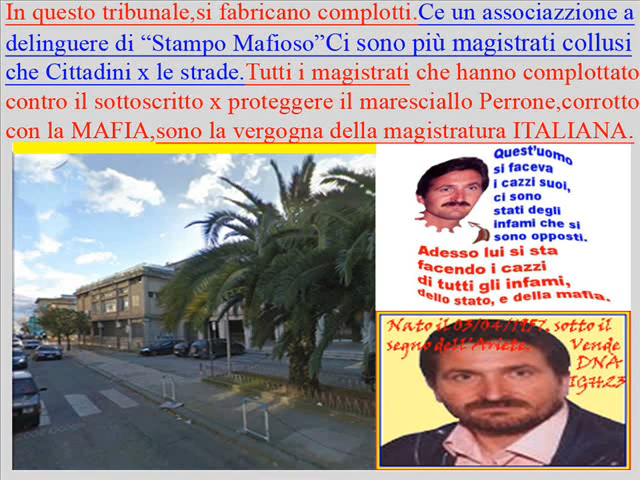 In questo tribunale,si fabricano complotti.Ce un associazzione a
delinguere di “Stampo Mafioso”Ci sono più magistrati collusi
che Cittadini x le strade.Tutti i magistrati che hanno complottato
contro il sottoscritto x proteggere il maresciallo Perrone,corrotto
con la MAFIA,sono la vergogna della magistratura ITALIANA.
Quest'uomo
si faceva
i cazzi suoi,
ci sono
stati degli
infami che si
sono opposti.
Adesso lui si sta
facendo i cazzi
di tutti gli infami,
dello stato, e della mafia.
Nato il 03/04/1957, sotto il
segno dell'Ariete.
Vende
DNA
IGH23